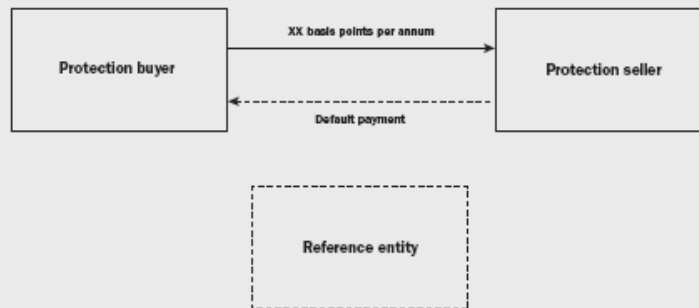 XX basis points per annum
Protection buyer
Protection seller
Default payment
Reference entity